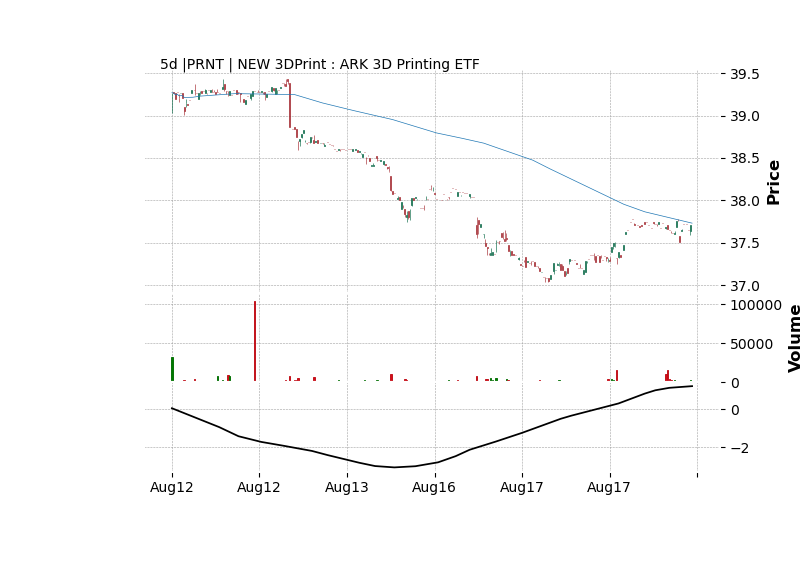 5d |PRNT | NEW 3DPrint : ARK 3D Printing ETF
39.5
39.0
38.5
38.0
37.5
37.0
Price
100000
50000
0
Volume
0
−2
Aug12 Aug12 Aug13 Aug16 Aug17 Aug17